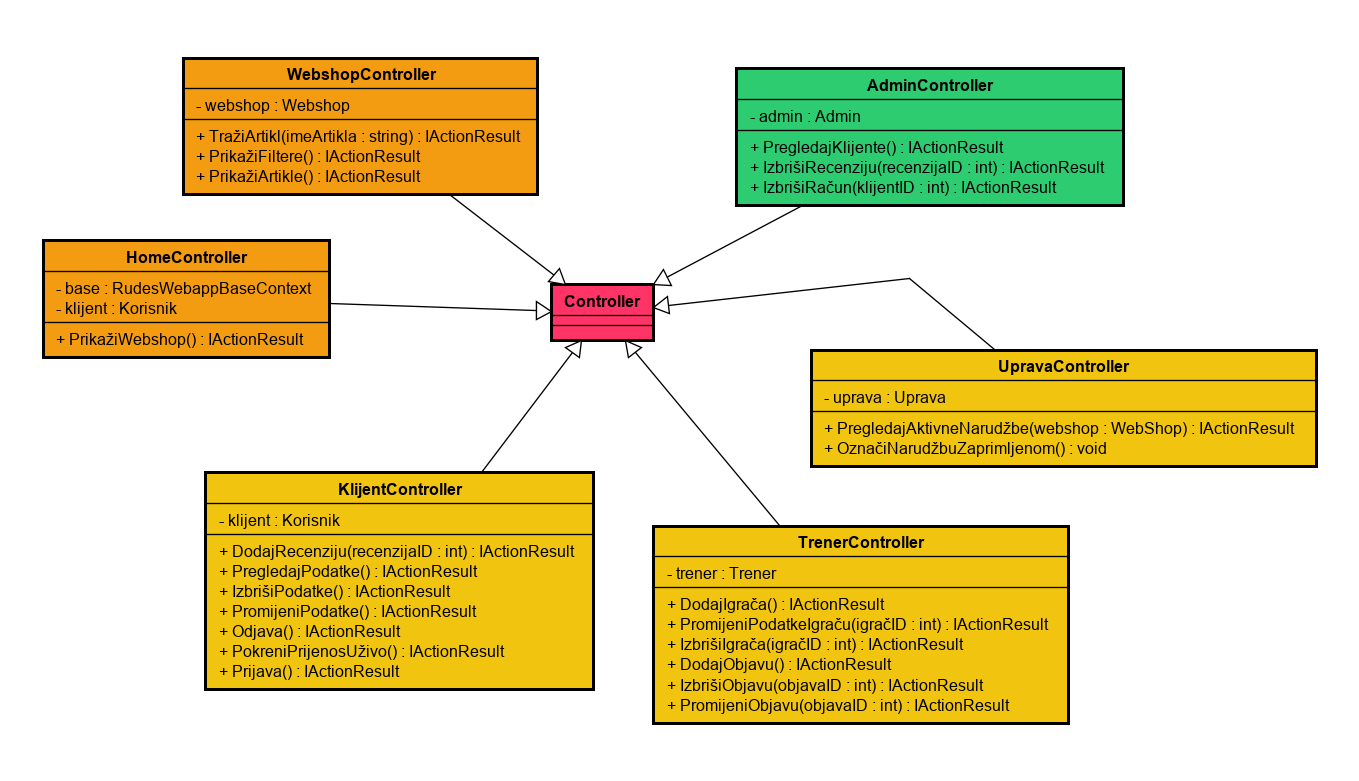 WebshopController
- webshop : Webshop
+ TražiArtikl(imeArtikla : string) : IActionResult
+ PrikažiFiltere() : IActionResult
+ PrikažiArtikle() : IActionResult
AdminController
- admin : Admin
+ PregledajKlijente() : IActionResult
+ IzbrišiRecenziju(recenzijaID : int) : IActionResult
+ IzbrišiRačun(klijentID : int) : IActionResult
HomeController
- base : RudesWebappBaseContext
- klijent : Korisnik
+ PrikažiWebshop() : IActionResult
Controller
UpravaController
- uprava : Uprava
+ PregledajAktivneNarudžbe(webshop : WebShop) : IActionResult
+ OznačiNarudžbuZaprimljenom() : void
KlijentController
- klijent : Korisnik
+ DodajRecenziju(recenzijaID : int) : IActionResult
+ PregledajPodatke() : IActionResult
+ IzbrišiPodatke() : IActionResult
+ PromijeniPodatke() : IActionResult
+ Odjava() : IActionResult
+ PokreniPrijenosUživo() : IActionResult
+ Prijava() : IActionResult
TrenerController
- trener : Trener
+ DodajIgrača() : IActionResult
+ PromijeniPodatkeIgraču(igračID : int) : IActionResult
+ IzbrišiIgrača(igračID : int) : IActionResult
+ DodajObjavu() : IActionResult
+ IzbrišiObjavu(objavaID : int) : IActionResult
+ PromijeniObjavu(objavaID : int) : IActionResult